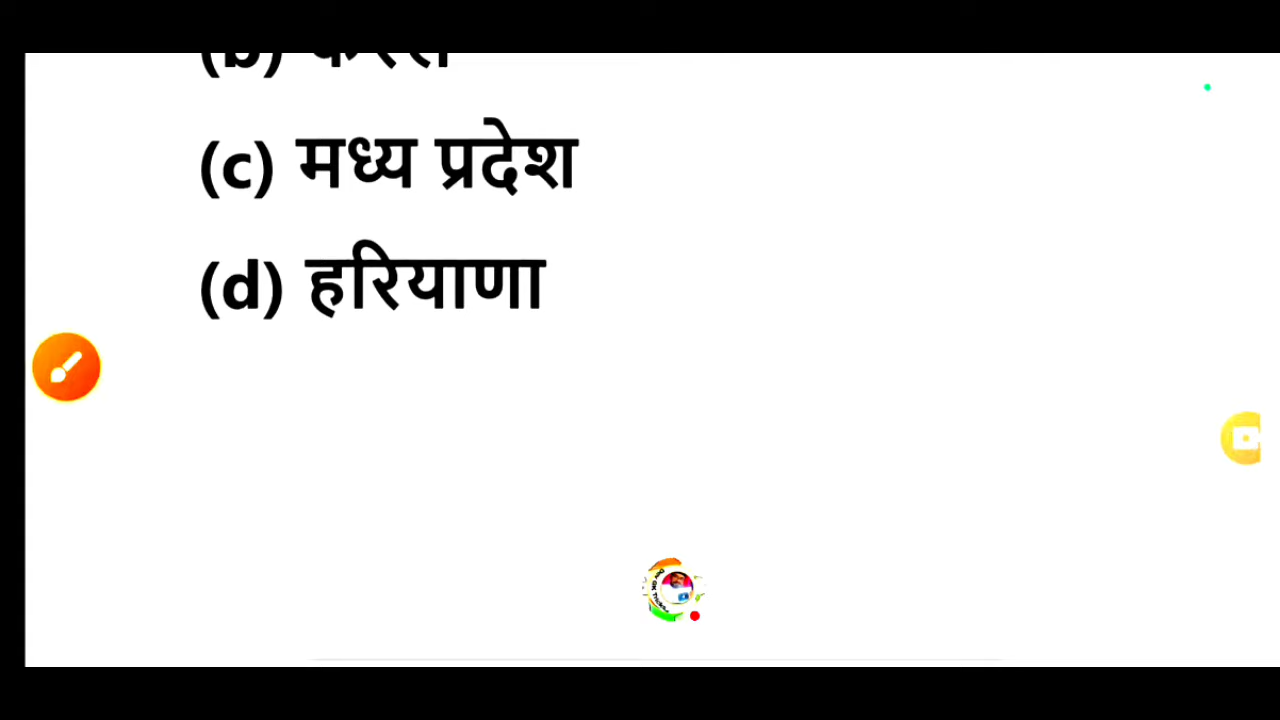 (c) मध्य प्रदेश
(d) हरियाणा